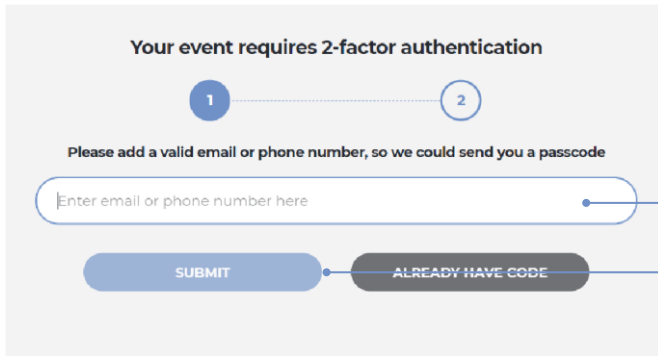 Your event requires 2-factor authentication
1 2
Please add a valid email or phone number, so we could send you a passcode
Enter email or phone number here
SUBMIT ALREADY HAVE CODE